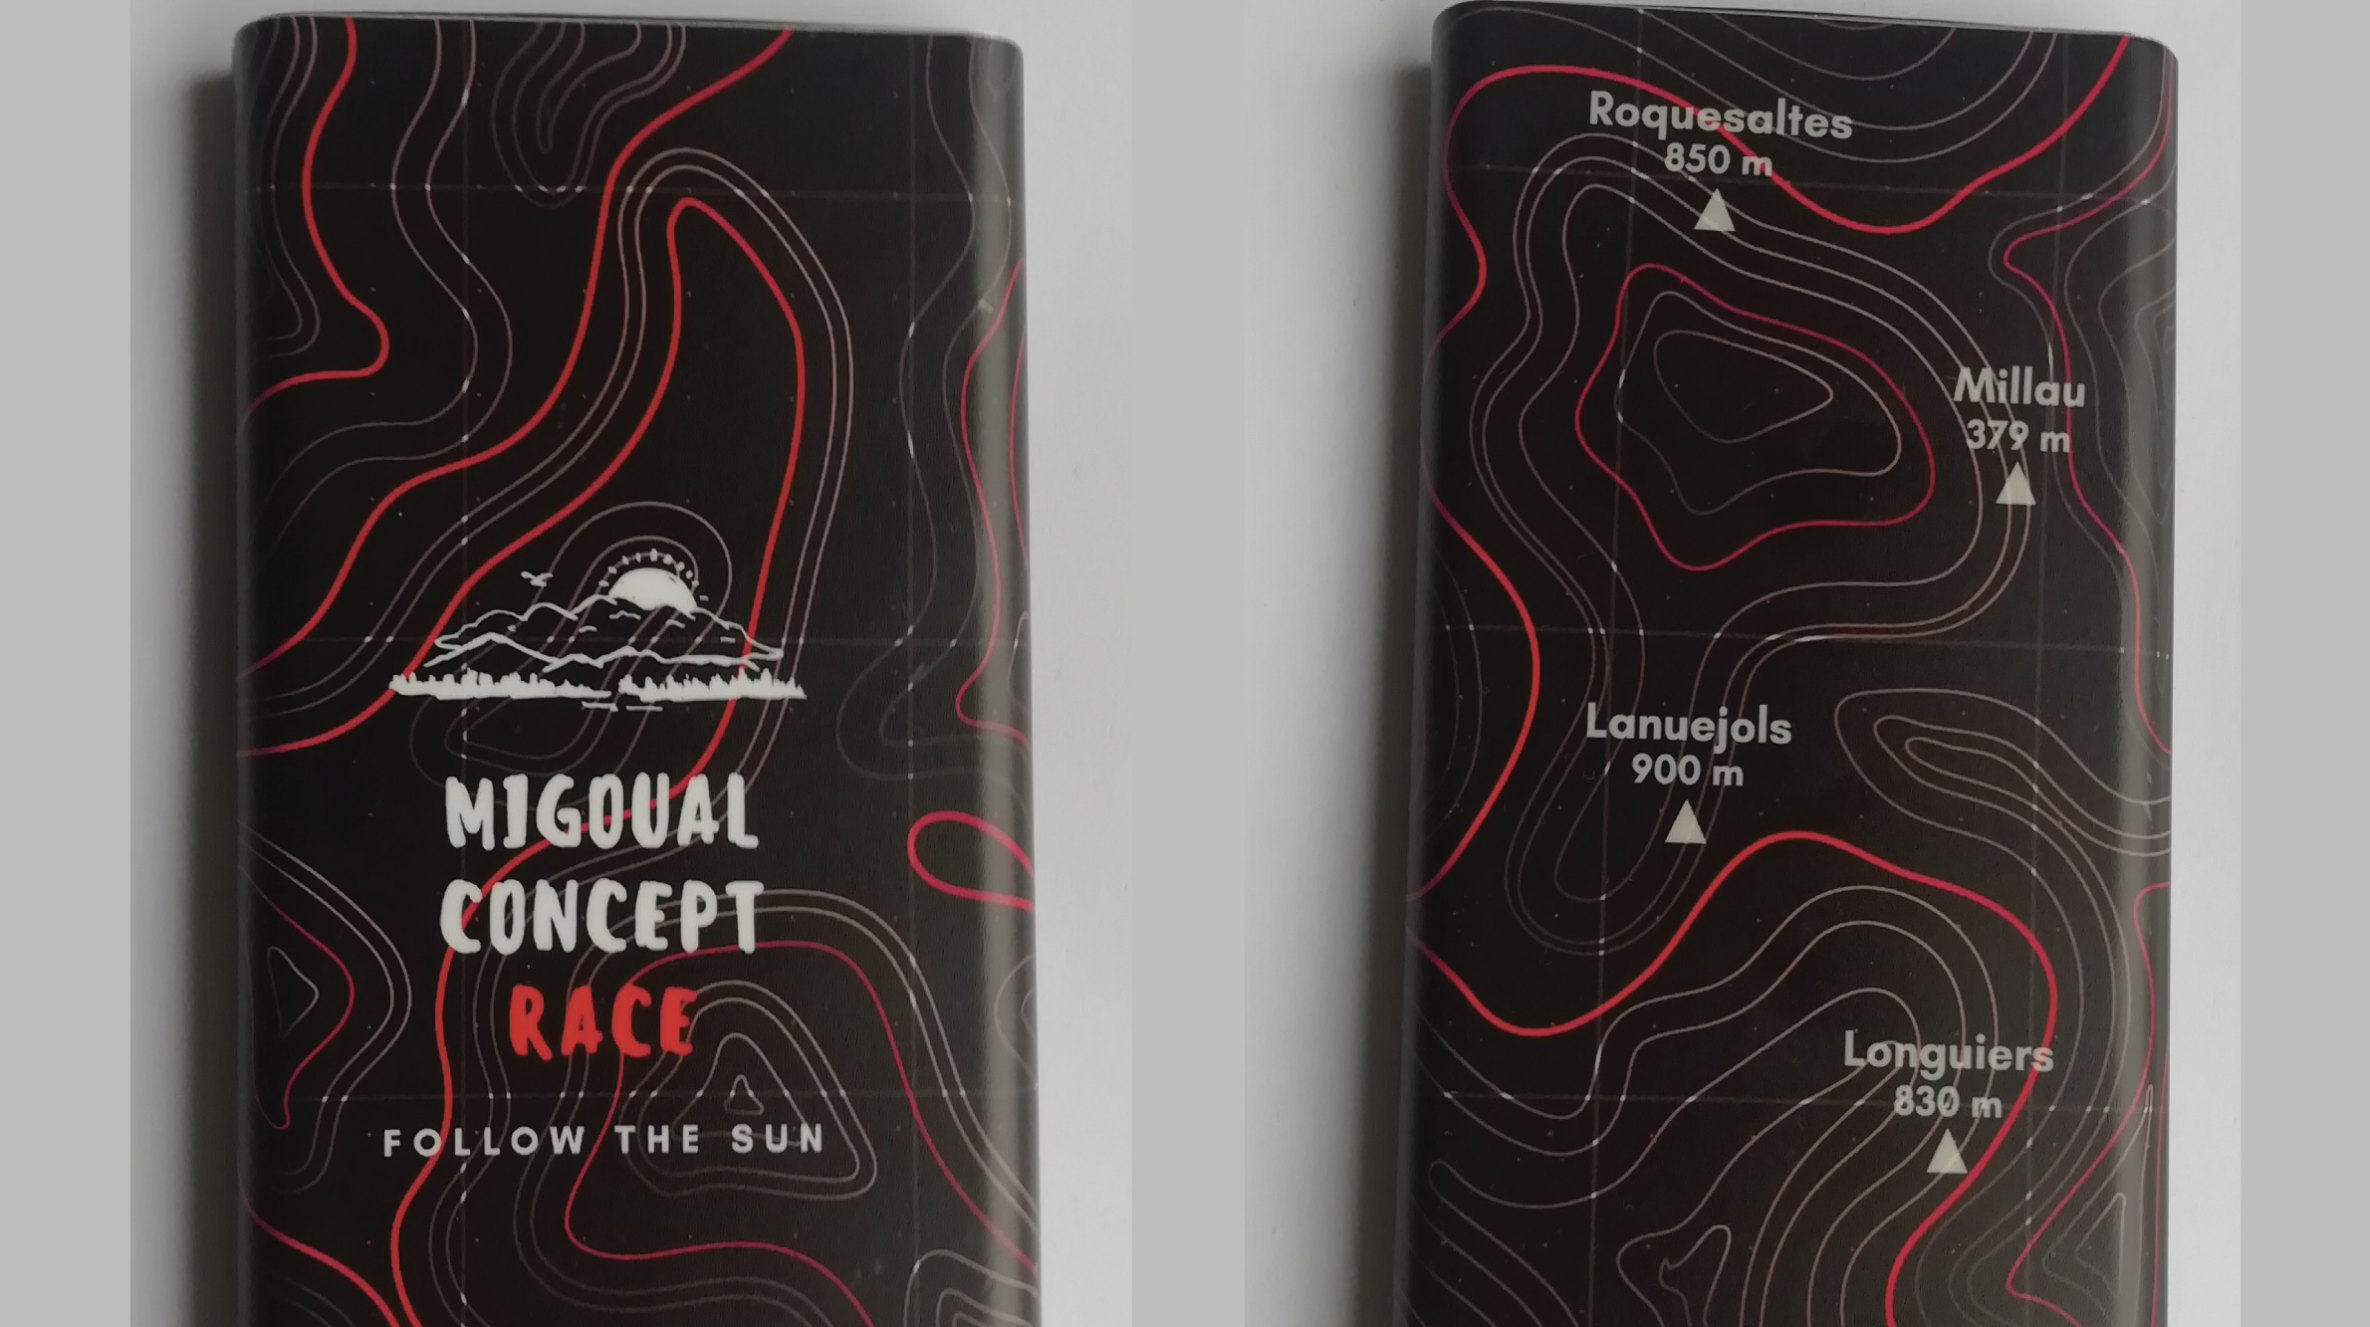 MIGOUAL
CONCEPT
RACE
FOLLOW THE SUN
Roquesaltes
850 m
Millau
379 m
Lanuejols
900 m
Longuiers
830 m